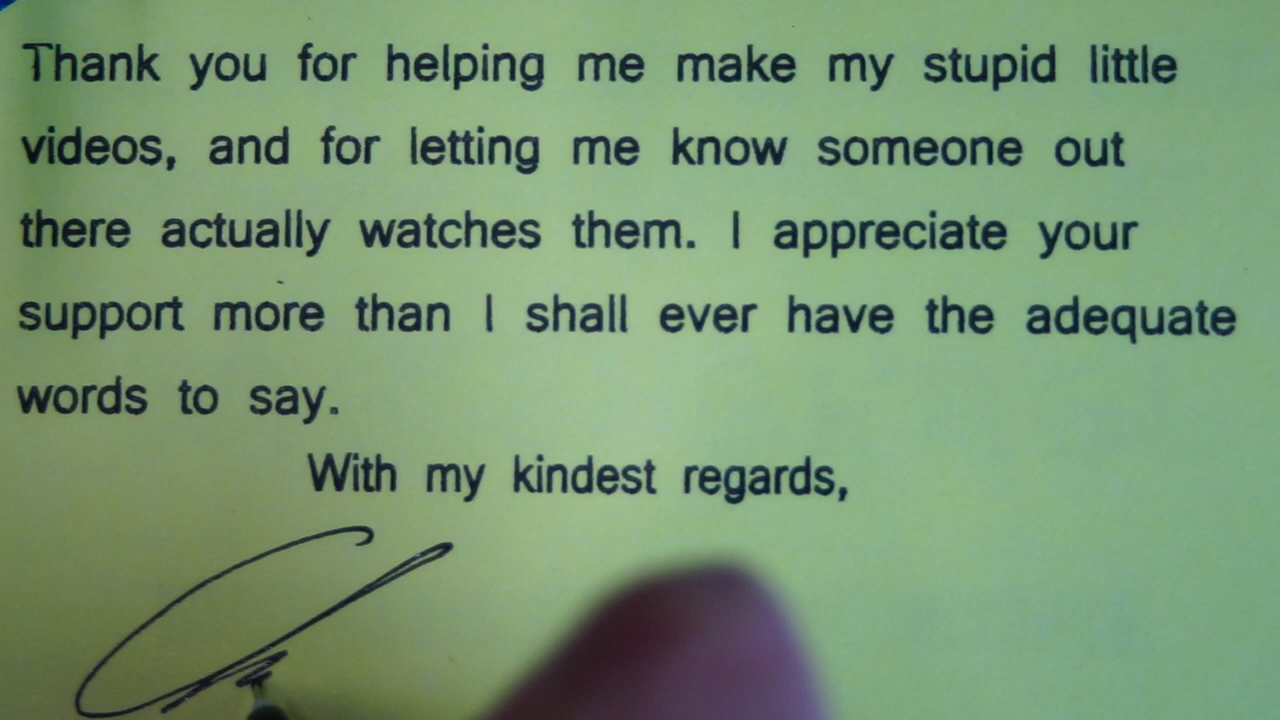 Thank you for helping me make my stupid little
videos, and for letting me know someone out
there actually watches them. I appreciate your
support more than I shall ever have the adequate
words to say.
With my kindest regards,